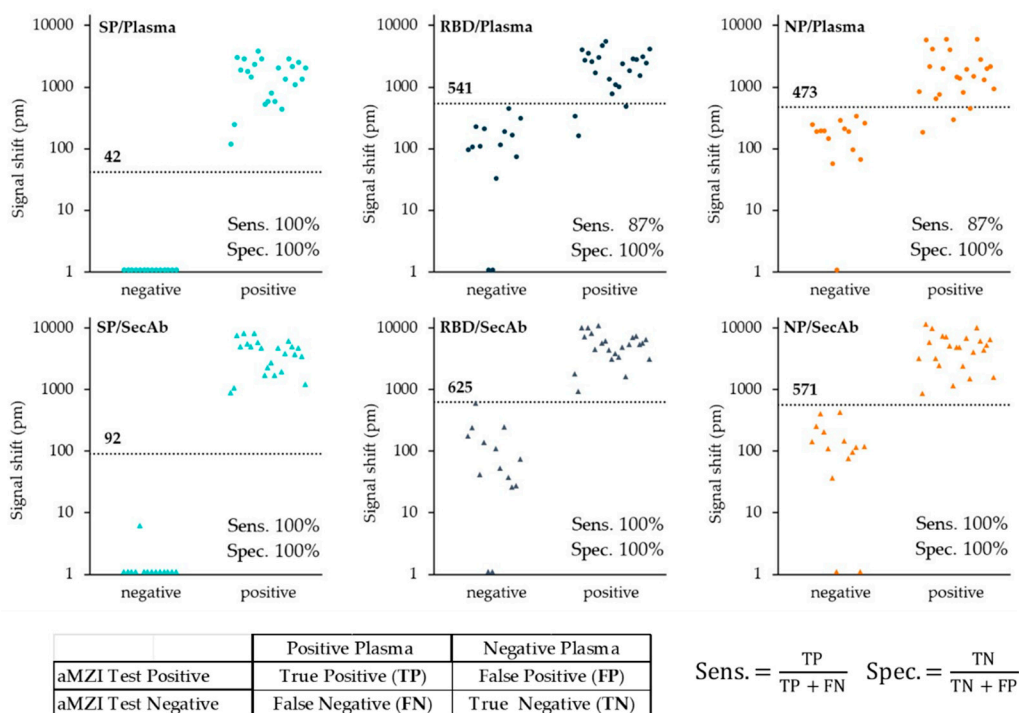 SP/Plasma
Signal shift (pm)
10000
1000
100
10
1
42
Sens. 100%
Spec. 100%
negative
positive
RBD/Plasma
Signal shift (pm)
10000
1000
100
10
1
541
Sens. 87%
Spec. 100%
negative
positive
NP/Plasma
Signal shift (pm)
10000
1000
100
10
1
473
Sens. 87%
Spec. 100%
negative
positive
SP/SecAb
Signal shift (pm)
10000
1000
100
10
1
92
Sens. 100%
Spec. 100%
negative
positive
RBD/SecAb
Signal shift (pm)
10000
1000
100
10
1
625
Sens. 100%
Spec. 100%
negative
positive
NP/SecAb
Signal shift (pm)
10000
1000
100
10
1
571
Sens. 100%
Spec. 100%
negative
positive
Positive Plasma Negative Plasma
aMZI Test Positive True Positive (TP) False Positive (FP)
aMZI Test Negative False Negative (FN) True Negative (TN)
Sens. = TP / TP + FN Spec. = TN / TN + FP